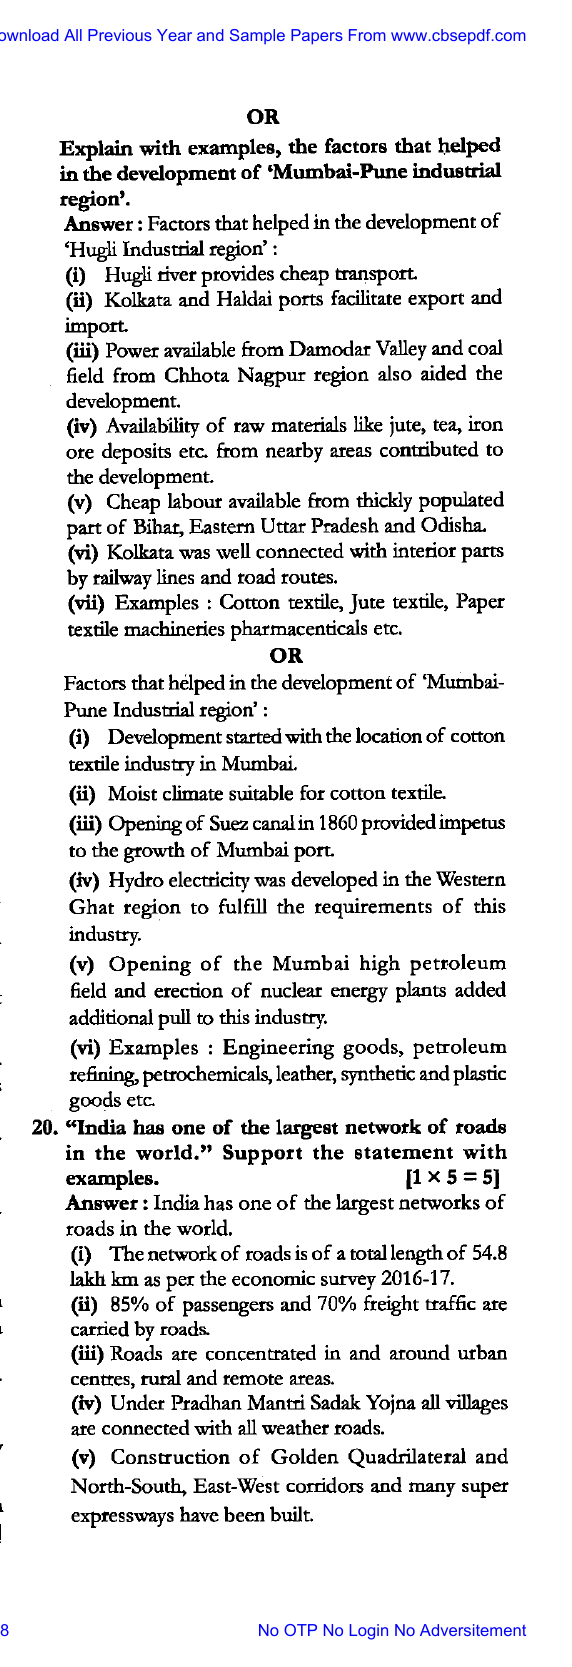 ownload All Previous Year and Sample Papers From www.cbsepdf.com
OR
Explain with examples, the factors that helped
in the development of ‘Mumbai-Pune industrial
region’.
Answer : Factors that helped in the development of
‘Hugli Industrial region’ :
(i) Hugli river provides cheap transport.
(ii) Kolkata and Haldai ports facilitate export and
import.
(iii) Power available from Damodar Valley and coal
field from Chhota Nagpur region also aided the
development.
(iv) Availability of raw materials like jute, tea, iron
ore deposits etc. from nearby areas contributed to
the development.
(v) Cheap labour available from thickly populated
part of Bihar, Eastern Uttar Pradesh and Odisha.
(vi) Kolkata was well connected with interior parts
by railway lines and road routes.
(vii) Examples : Cotton textile, Jute textile, Paper
textile machineries pharmacenticals etc.
OR
Factors that helped in the development of ‘Mumbai-
Pune Industrial region’ :
(i) Development started with the location of cotton
textile industry in Mumbai.
(ii) Moist climate suitable for cotton textile.
(iii) Opening of Suez canal in 1860 provided impetus
to the growth of Mumbai port.
(iv) Hydro electricity was developed in the Western
Ghat region to fulfill the requirements of this
industry.
(v) Opening of the Mumbai high petroleum
field and erection of nuclear energy plants added
additional pull to this industry.
(vi) Examples : Engineering goods, petroleum
refining, petrochemicals, leather, synthetic and plastic
goods etc.
20. “India has one of the largest network of roads
in the world.” Support the statement with
examples. [1 × 5 = 5]
Answer : India has one of the largest networks of
roads in the world.
(i) The network of roads is of a total length of 54.8
lakh km as per the economic survey 2016-17.
(ii) 85% of passengers and 70% freight traffic are
carried by roads.
(iii) Roads are concentrated in and around urban
centres, rural and remote areas.
(iv) Under Pradhan Mantri Sadak Yojna all villages
are connected with all weather roads.
(v) Construction of Golden Quadrilateral and
North-South, East-West corridors and many super
expressways have been built.
8 No OTP No Login No Adversitement